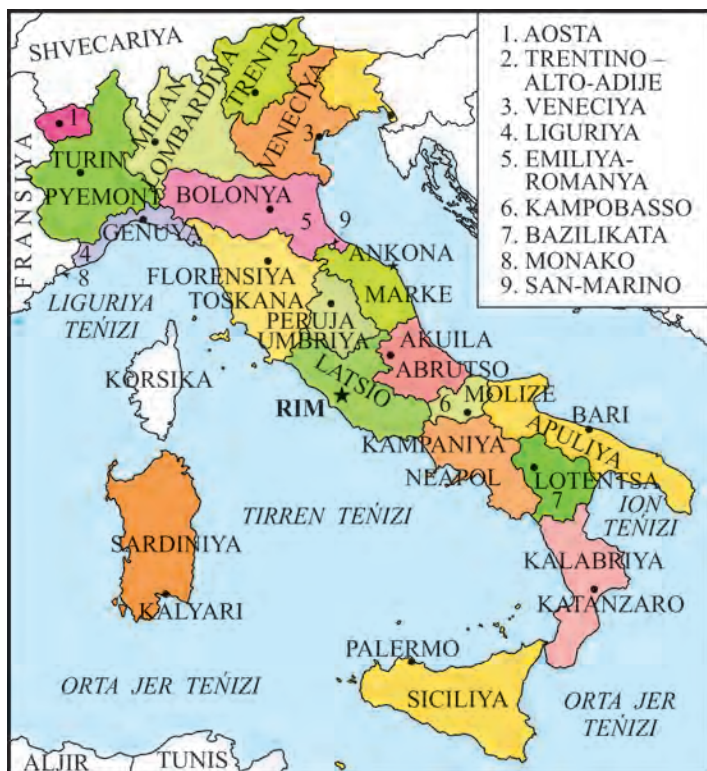 SHVECARIYA
FRANSIYA
1
TURIN
PYEMONT
MILAN
LOMBARDIYA
TRENTO
2
VENECIYA
3
BOLONYA
5
9
GENUYA
4
8
LIGURIYA
TEŃIZI
FLORENSIYA
TOSKANA
ANKONA
MARKE
PERUJA
UMBRIYA
AKUILA
ABRUTSO
LATSIO
RIM
6
MOLIZE
KORSIKA
KAMPANIYA
NEAPOL
BARI
APULIYA
LOTENTSA
7
ION
TEŃIZI
TIRREN TEŃIZI
SARDINIYA
KALYARI
KALABRIYA
KATANZARO
PALERMO
SICILIYA
ORTA JER TEŃIZI
ORTA JER
TEŃIZI
ALJIR
TUNIS
1. AOSTA
2. TRENTINO –
ALTO-ADIJE
3. VENECIYA
4. LIGURIYA
5. EMILIYA-
ROMANYA
6. KAMPOBASSO
7. BAZILIKATA
8. MONAKO
9. SAN-MARINO